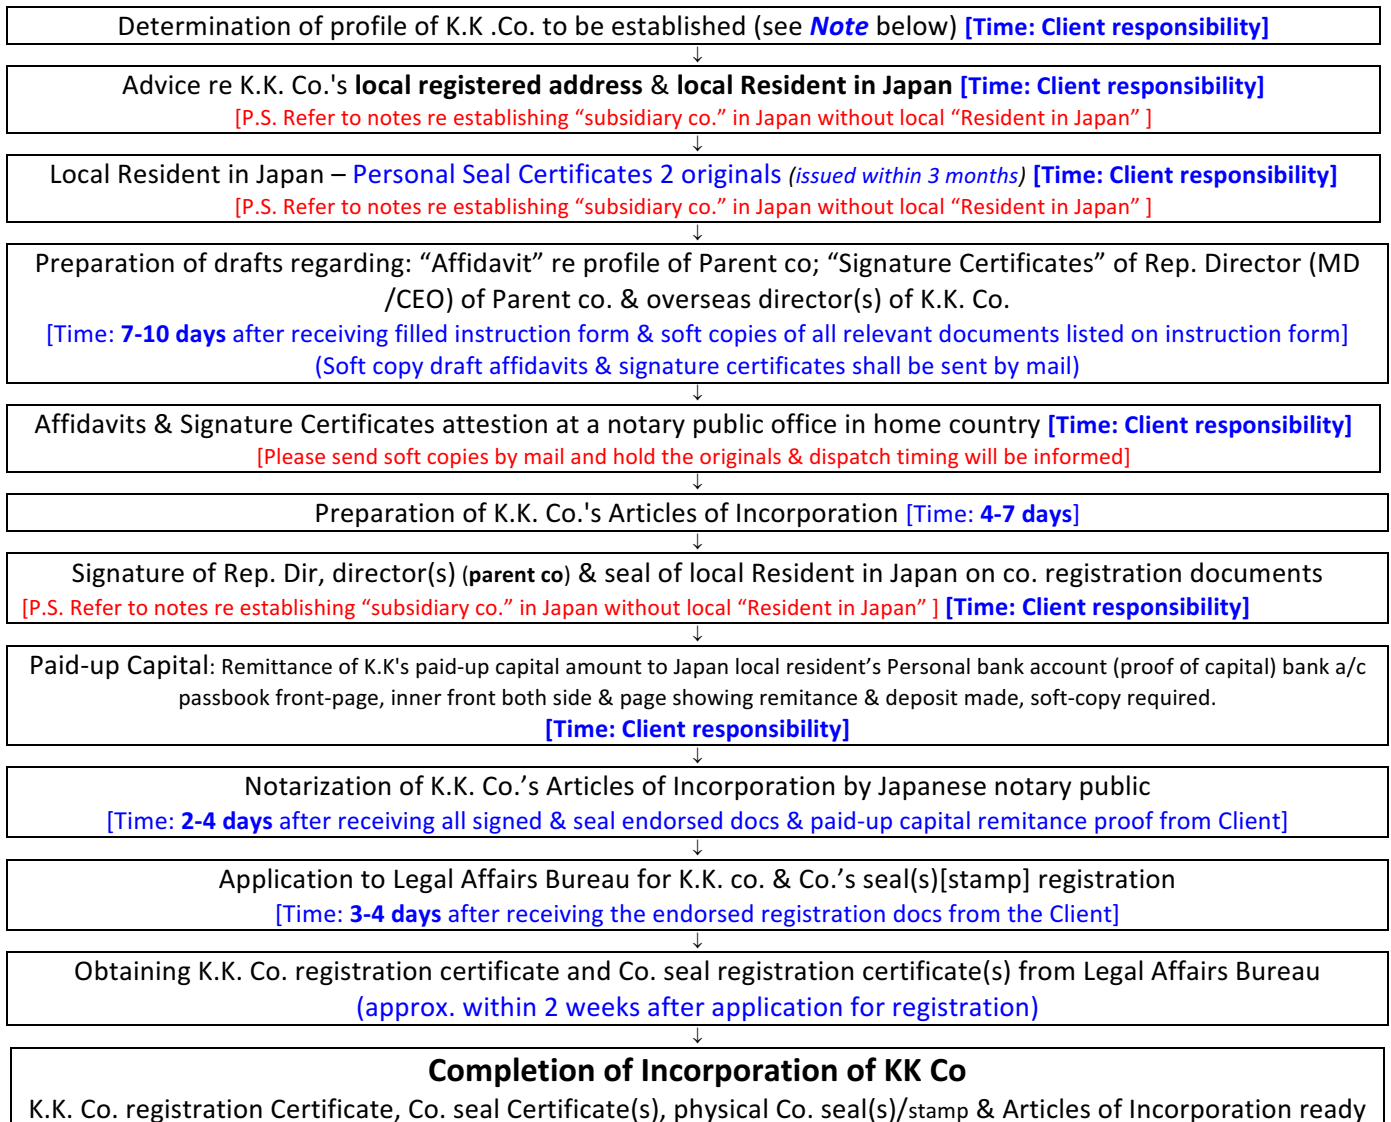 Determination of profile of K.K .Co. to be established (see Note below) [Time: Client responsibility]
↓
Advice re K.K. Co.'s local registered address & local Resident in Japan [Time: Client responsibility]
[P.S. Refer to notes re establishing “subsidiary co.” in Japan without local “Resident in Japan” ]
↓
Local Resident in Japan – Personal Seal Certificates 2 originals (issued within 3 months) [Time: Client responsibility]
[P.S. Refer to notes re establishing “subsidiary co.” in Japan without local “Resident in Japan” ]
↓
Preparation of drafts regarding: “Affidavit” re profile of Parent co; “Signature Certificates” of Rep. Director (MD
/CEO) of Parent co. & overseas director(s) of K.K. Co.
[Time: 7-10 days after receiving filled instruction form & soft copies of all relevant documents listed on instruction form]
(Soft copy draft affidavits & signature certificates shall be sent by mail)
↓
Affidavits & Signature Certificates attestion at a notary public office in home country [Time: Client responsibility]
[Please send soft copies by mail and hold the originals & dispatch timing will be informed]
↓
Preparation of K.K. Co.'s Articles of Incorporation [Time: 4-7 days]
↓
Signature of Rep. Dir, director(s) (parent co) & seal of local Resident in Japan on co. registration documents
[P.S. Refer to notes re establishing “subsidiary co.” in Japan without local “Resident in Japan” ] [Time: Client responsibility]
↓
Paid-up Capital: Remittance of K.K's paid-up capital amount to Japan local resident’s Personal bank account (proof of capital) bank a/c
passbook front-page, inner front both side & page showing remitance & deposit made, soft-copy required.
[Time: Client responsibility]
↓
Notarization of K.K. Co.’s Articles of Incorporation by Japanese notary public
[Time: 2-4 days after receiving all signed & seal endorsed docs & paid-up capital remitance proof from Client]
↓
Application to Legal Affairs Bureau for K.K. co. & Co.’s seal(s)[stamp] registration
[Time: 3-4 days after receiving the endorsed registration docs from the Client]
↓
Obtaining K.K. Co. registration certificate and Co. seal registration certificate(s) from Legal Affairs Bureau
(approx. within 2 weeks after application for registration)
↓
Completion of Incorporation of KK Co
K.K. Co. registration Certificate, Co. seal Certificate(s), physical Co. seal(s)/stamp & Articles of Incorporation ready